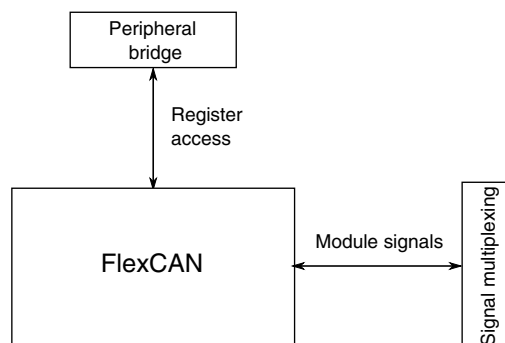 Peripheral
bridge
Register
access
FlexCAN
Module signals
Signal multiplexing